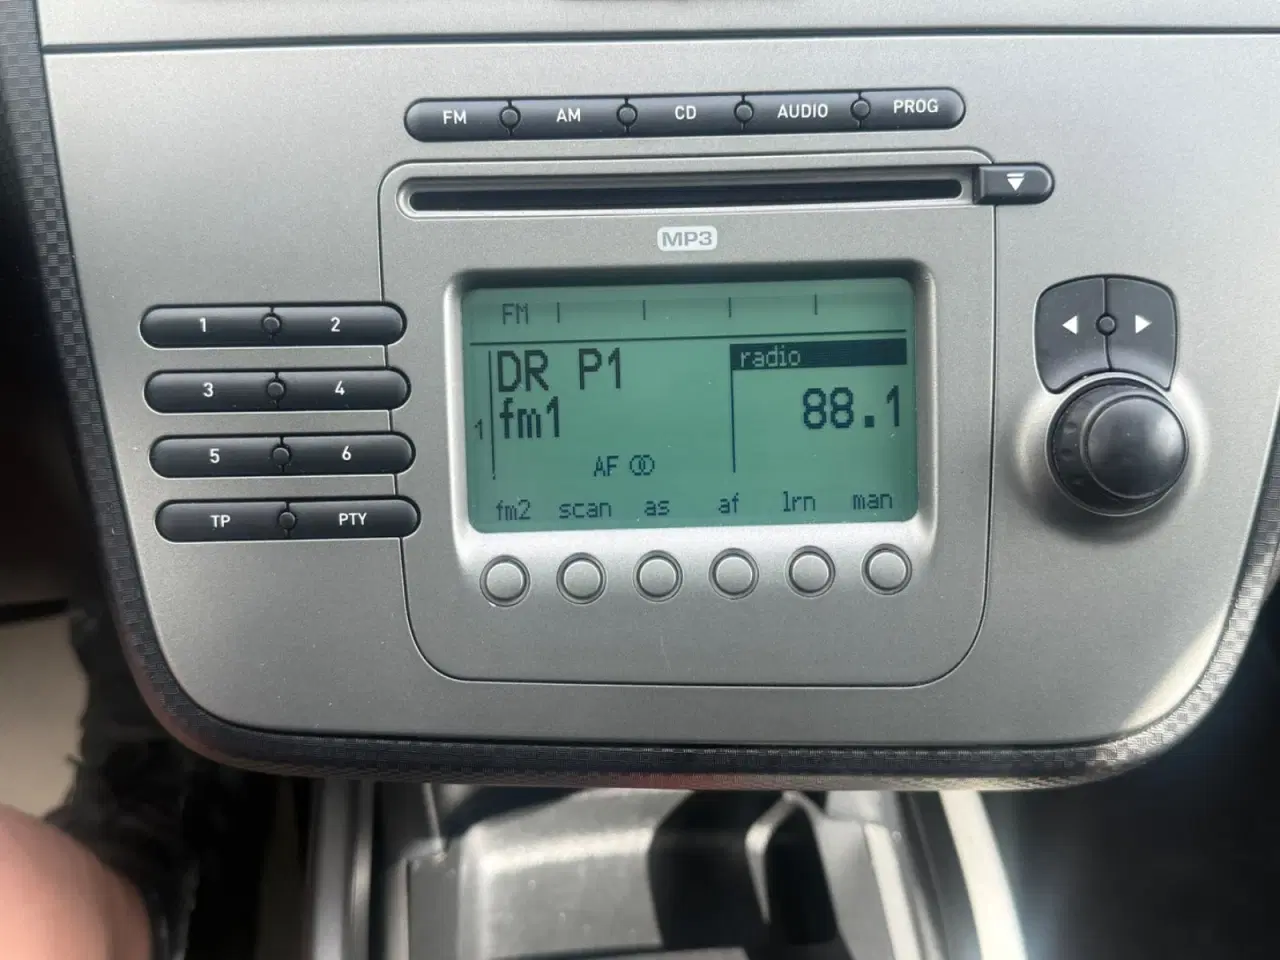 FM AM CD AUDIO PROG
MP3
1 2
3 4
5 6
TP PTY
FM
DR P1
radio
1 fm1
88.1
AF
fm2 scan as af lrn man